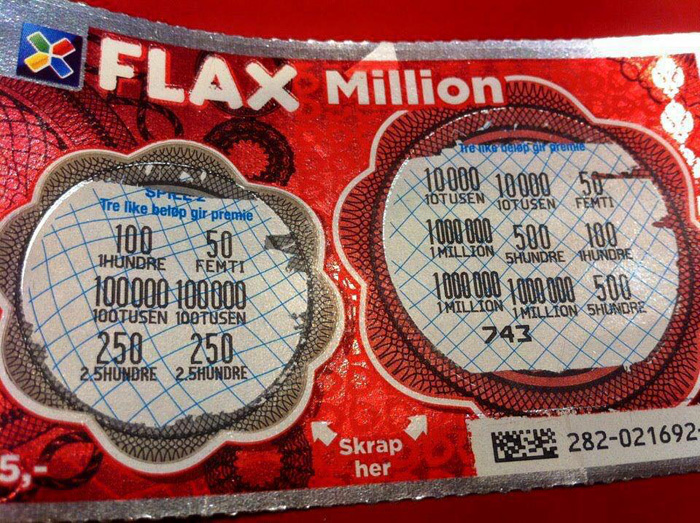 FLAX Million
SPILL 2
Tre like beløp gir premie
100 50
1HUNDRE FEMTI
100000 100000
100TUSEN 100TUSEN
250 250
2.5HUNDRE 2.5HUNDRE
Tre like beløp gir premie
10000 10000 50
10TUSEN 10TUSEN FEMTI
1000000 500 100
1MILLION 5HUNDRE 1HUNDRE
1000000 1000000 500
1MILLION 1MILLION 5HUNDRE
743
Skrap
her
5,-
282-021692-